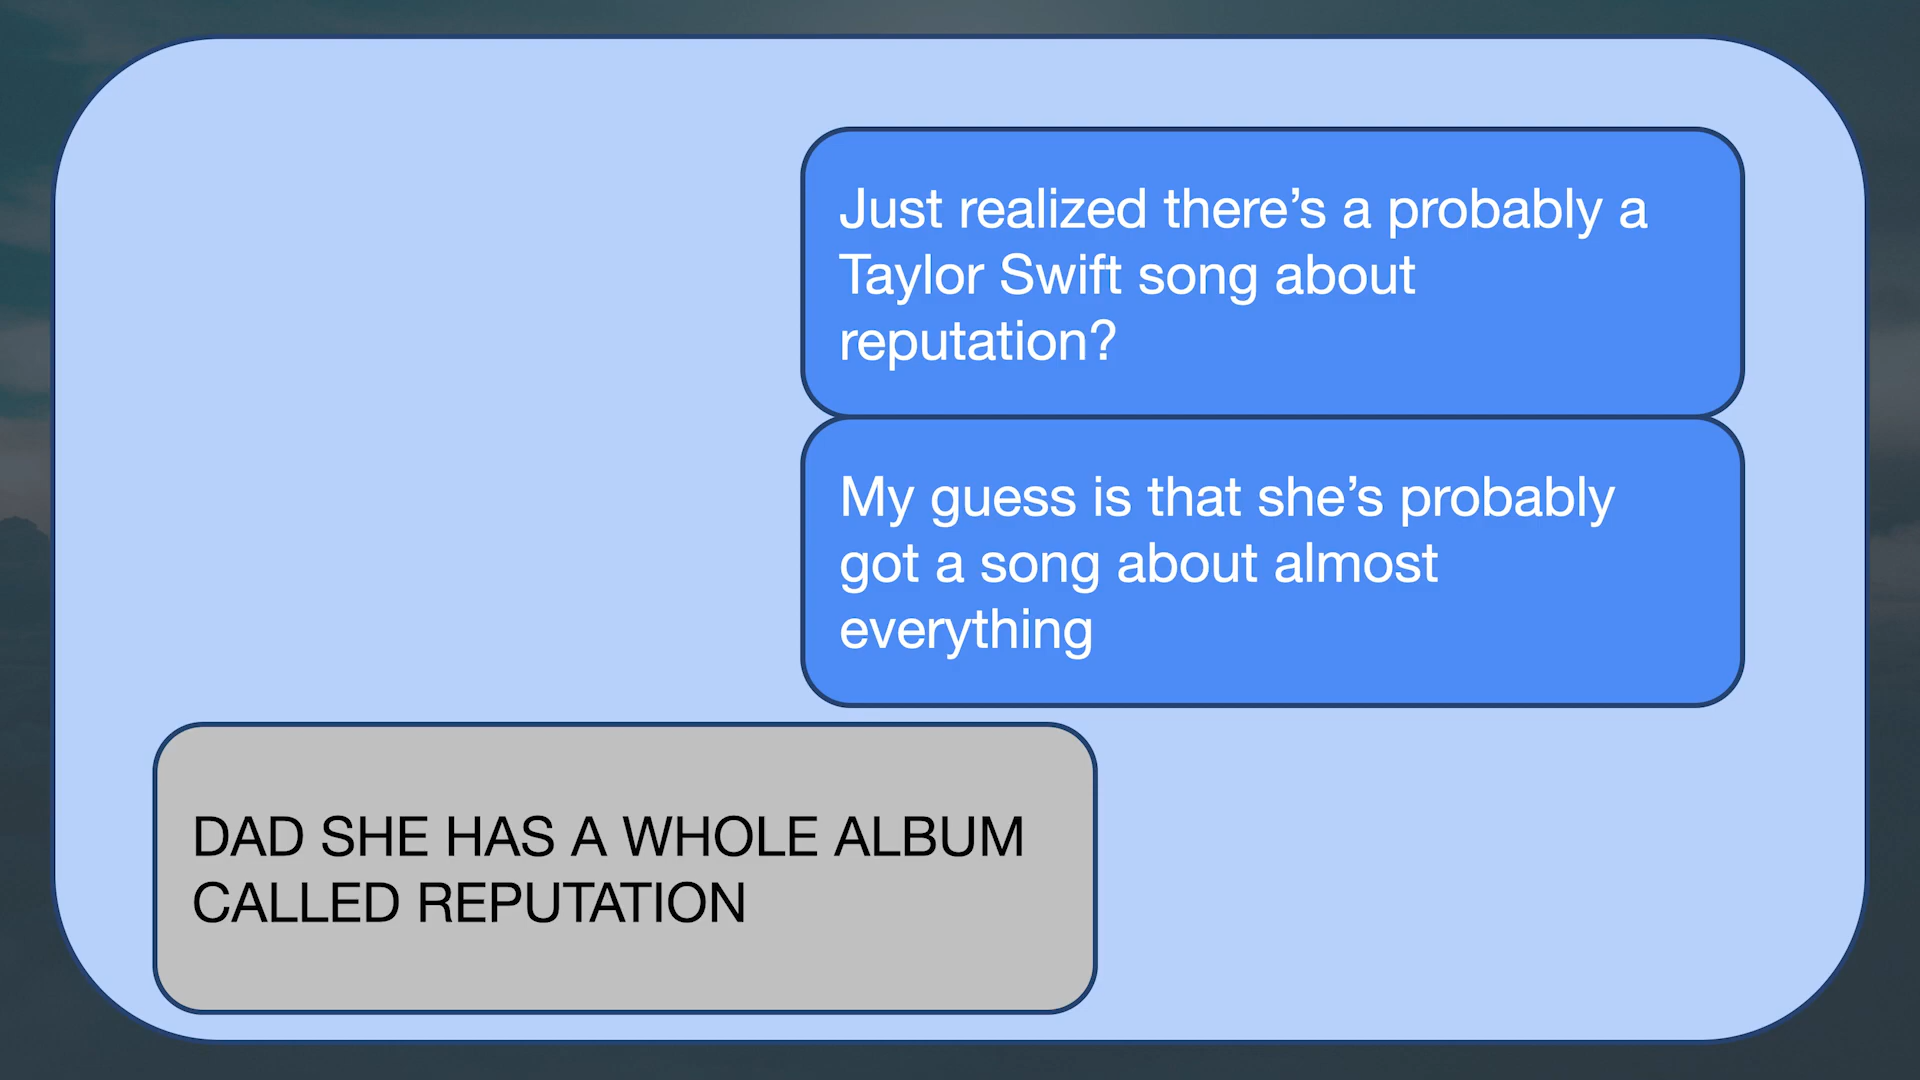 Just realized there’s a probably a
Taylor Swift song about
reputation?
My guess is that she’s probably
got a song about almost
everything
DAD SHE HAS A WHOLE ALBUM
CALLED REPUTATION